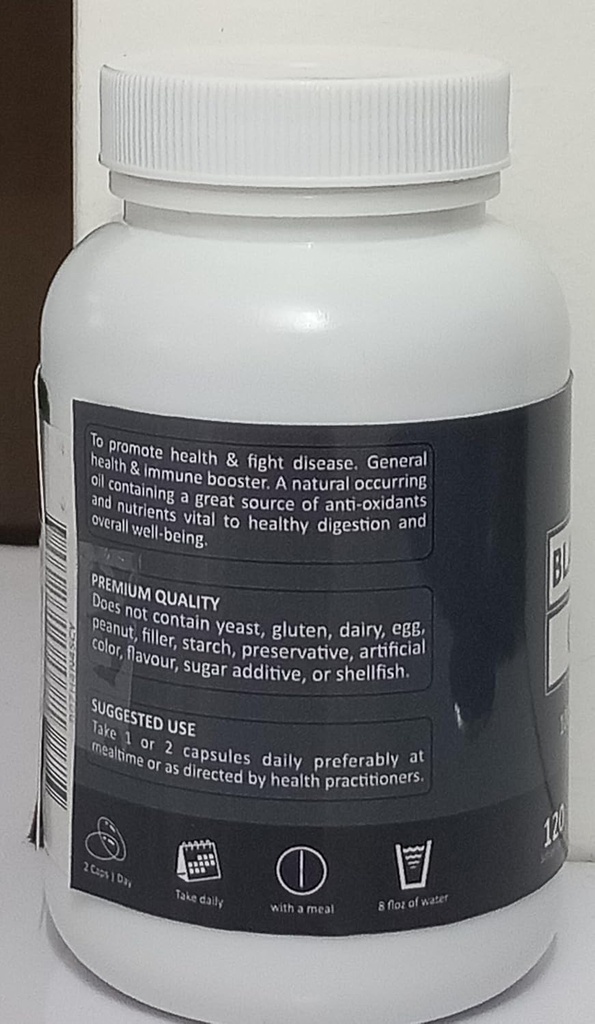 To promote health & fight disease. General
health & immune booster. A natural occurring
oil containing a great source of anti-oxidants
and nutrients vital to healthy digestion and
overall well-being.
PREMIUM QUALITY
Does not contain yeast, gluten, dairy, egg,
peanut, filler, starch, preservative, artificial
color, flavour, sugar additive, or shellfish.
SUGGESTED USE
Take 1 or 2 capsules daily preferably at
mealtime or as directed by health practitioners.
2 Caps | Day
Take daily
with a meal
8 floz of water
BL
120